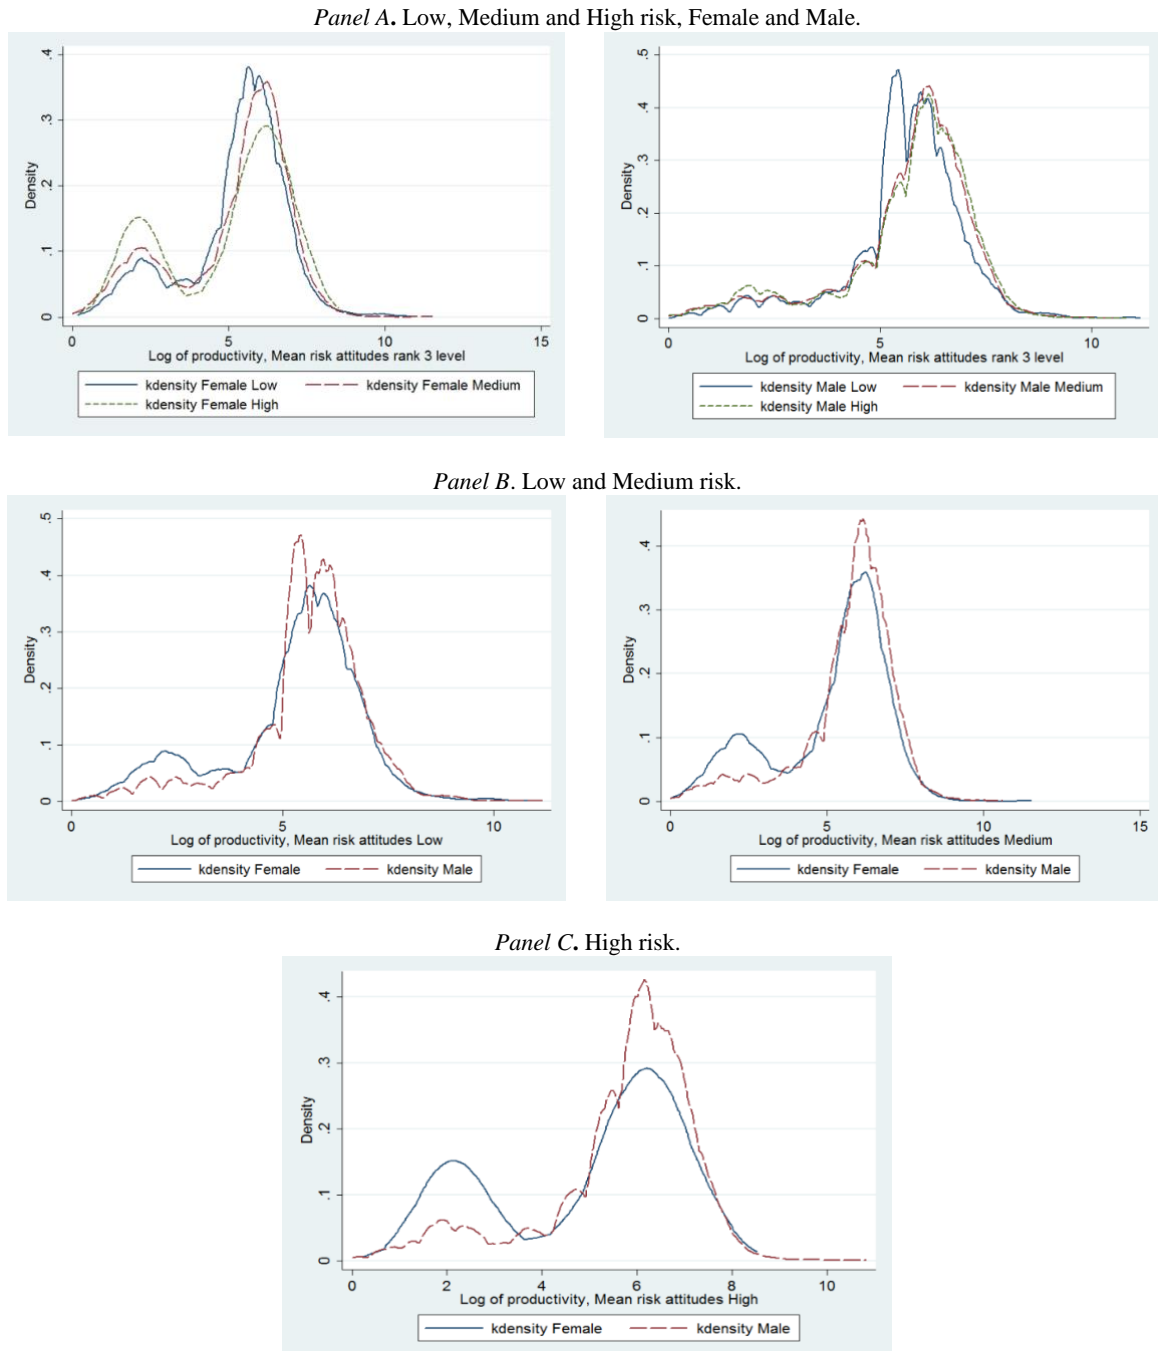 Panel A. Low, Medium and High risk, Female and Male.
Density
.4
.3
.2
.1
0
0 5 10 15
Log of productivity, Mean risk attitudes rank 3 level
kdensity Female Low kdensity Female Medium
kdensity Female High
Density
.5
.4
.3
.2
.1
0
0 5 10
Log of productivity, Mean risk attitudes rank 3 level
kdensity Male Low kdensity Male Medium
kdensity Male High
Panel B. Low and Medium risk.
Density
.5
.4
.3
.2
.1
0
0 5 10
Log of productivity, Mean risk attitudes Low
kdensity Female kdensity Male
Density
.4
.3
.2
.1
0
0 5 10 15
Log of productivity, Mean risk attitudes Medium
kdensity Female kdensity Male
Panel C. High risk.
Density
.4
.3
.2
.1
0
0 2 4 6 8 10
Log of productivity, Mean risk attitudes High
kdensity Female kdensity Male